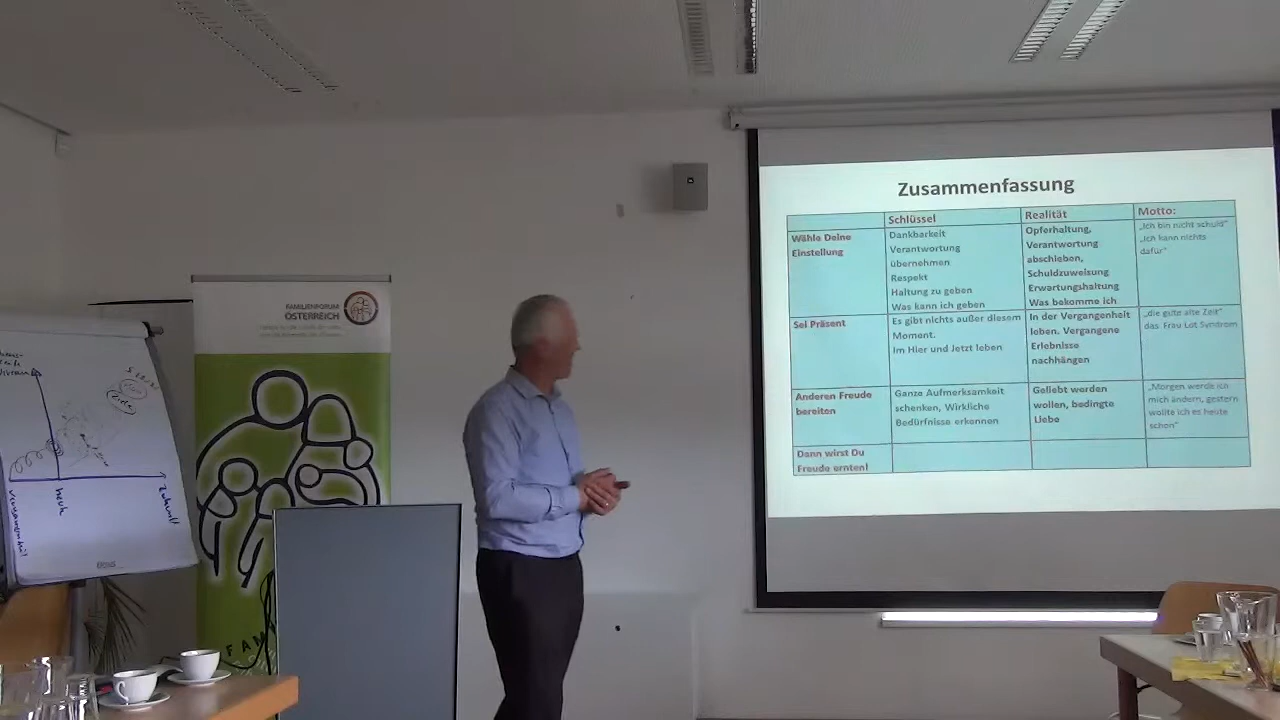 Zusammenfassung
Schlüssel
Realität
Motto:
Wähle Deine
Einstellung
Dankbarkeit
Verantwortung
übernehmen
Respekt
Haltung zu geben
Was kann ich geben
Opferhaltung,
Verantwortung
abschieben,
Schuldzuweisung
Erwartungshaltung
Was bekomme ich
„Ich bin nicht schuld“
„Ich kann nichts
dafür“
Sei Präsent
Es gibt nichts außer diesem
Moment.
Im Hier und Jetzt leben
In der Vergangenheit
leben. Vergangene
Erlebnisse
nachhängen
„die gute alte Zeit“
das Frau Lot Syndrom
Anderen Freude
bereiten
Ganze Aufmerksamkeit
schenken, Wirkliche
Bedürfnisse erkennen
Geliebt werden
wollen, bedingte
Liebe
„Morgen werde ich
mich ändern, gestern
wollte ich es heute
schon“
Dann wirst Du
Freude ernten!
FAMILIENFORUM
ÖSTERREICH
FAM
Vergangenheit
Heute
Zukunft